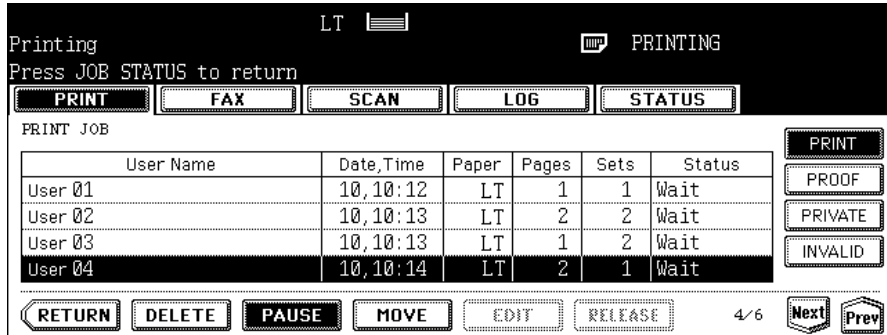 LT
Printing PRINTING
Press JOB STATUS to return
PRINT FAX SCAN LOG STATUS
PRINT JOB
PRINT
User Name Date,Time Paper Pages Sets Status
User 01 10,10:12 LT 1 1 Wait
PROOF
User 02 10,10:13 LT 2 2 Wait
PRIVATE
User 03 10,10:13 LT 1 2 Wait
INVALID
User 04 10,10:14 LT 2 1 Wait
RETURN DELETE PAUSE MOVE EDIT RELEASE 4/6 Next Prev